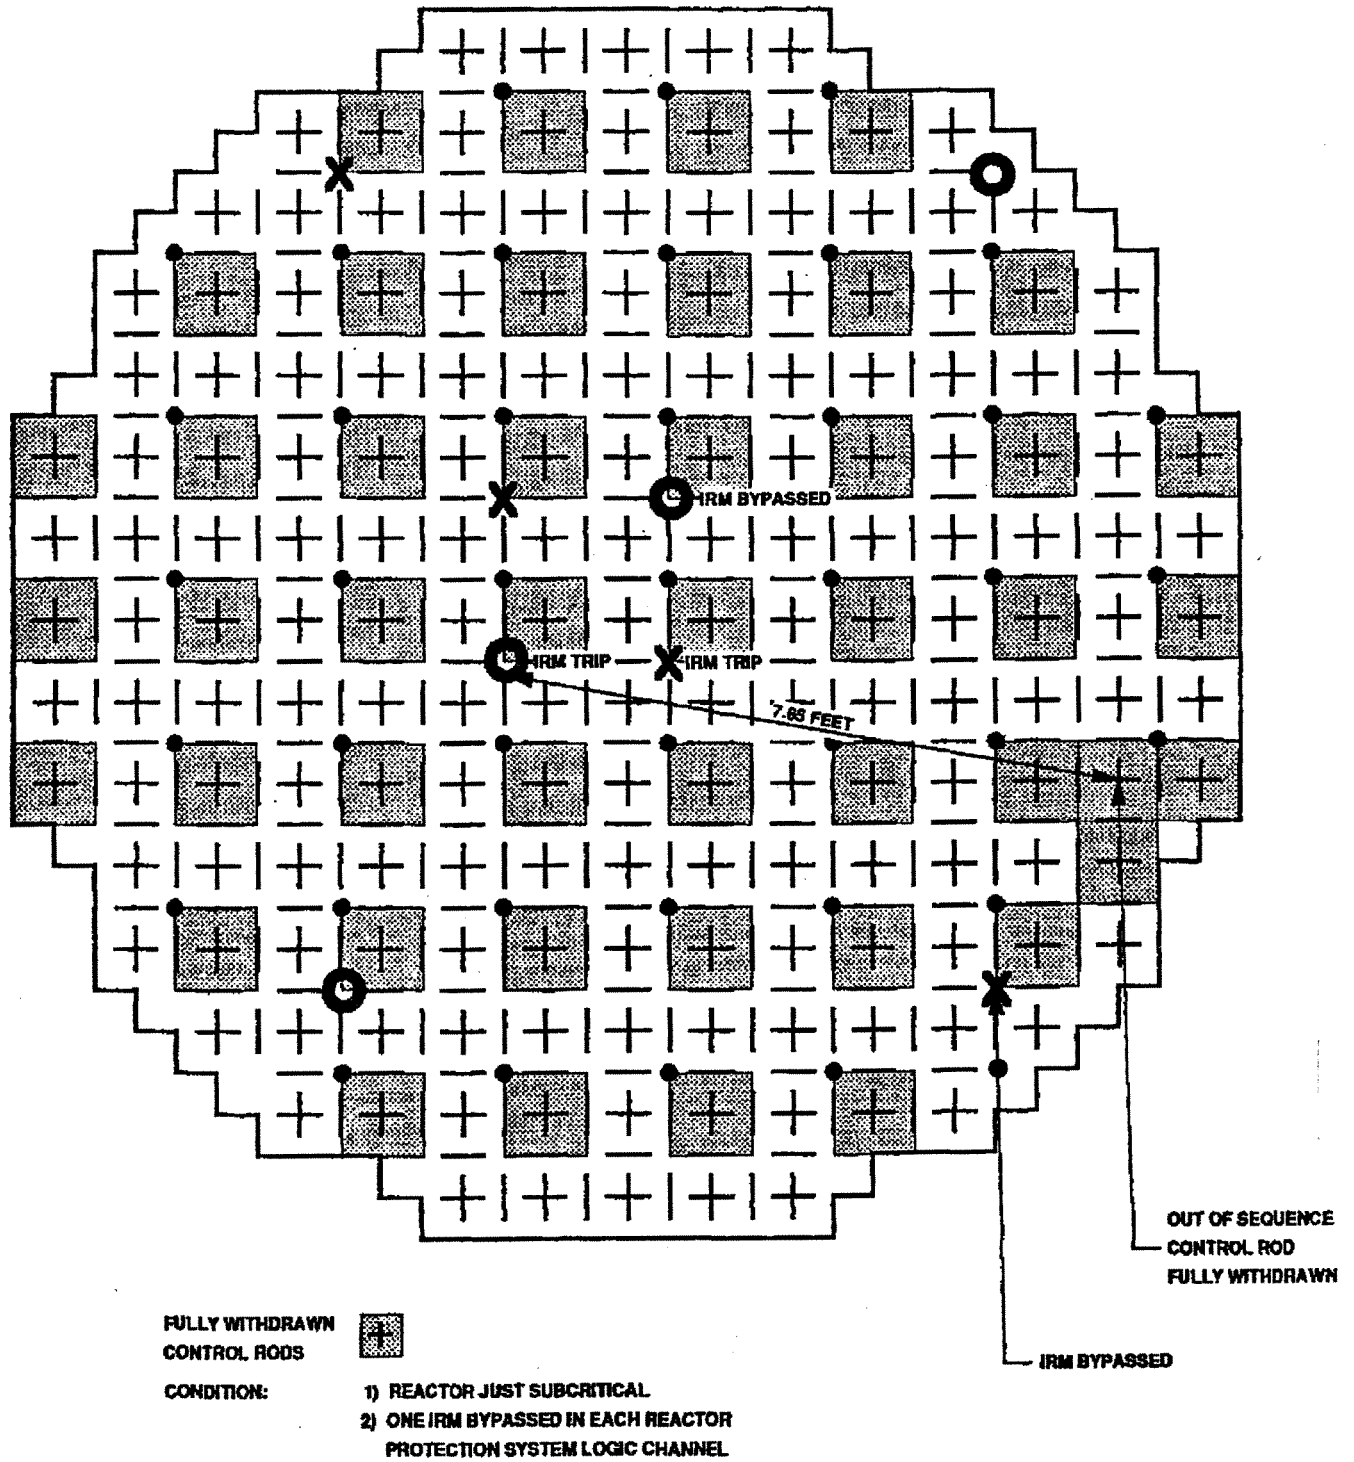 IRM BYPASSED
IRM TRIP
IRM TRIP
7.65 FEET
OUT OF SEQUENCE
CONTROL ROD
FULLY WITHDRAWN
FULLY WITHDRAWN
CONTROL RODS
IRM BYPASSED
CONDITION:
1) REACTOR JUST SUBCRITICAL
2) ONE IRM BYPASSED IN EACH REACTOR
PROTECTION SYSTEM LOGIC CHANNEL